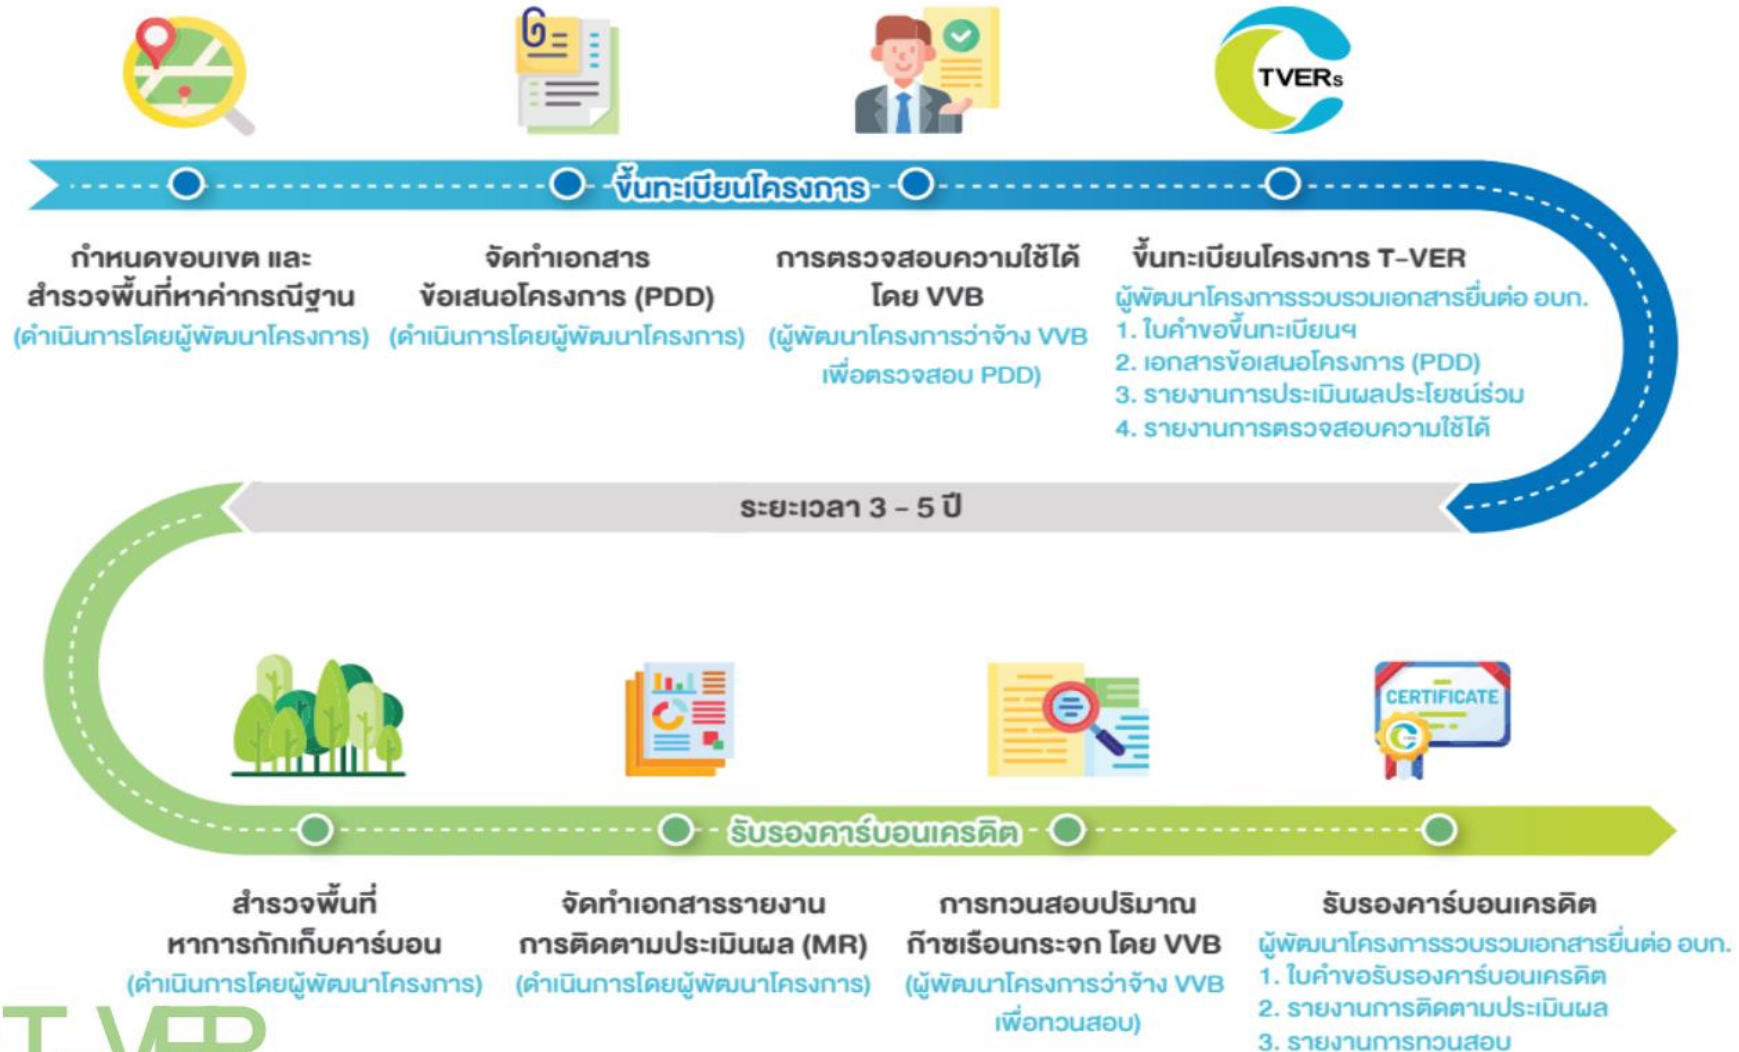 TVERs
ขึ้นทะเบียนโครงการ
กำหนดขอบเขต และ
สำรวจพื้นที่หาค่ากรณีฐาน
(ดำเนินการโดยผู้พัฒนาโครงการ)
จัดทำเอกสาร
ข้อเสนอโครงการ (PDD)
(ดำเนินการโดยผู้พัฒนาโครงการ)
การตรวจสอบความใช้ได้
โดย VVB
(ผู้พัฒนาโครงการว่าจ้าง VVB
เพื่อตรวจสอบ PDD)
ขึ้นทะเบียนโครงการ T-VER
ผู้พัฒนาโครงการรวบรวมเอกสารยื่นต่อ อบก.
1. ใบคำขอขึ้นทะเบียนฯ
2. เอกสารข้อเสนอโครงการ (PDD)
3. รายงานการประเมินผลประโยชน์ร่วม
4. รายงานการตรวจสอบความใช้ได้
ระยะเวลา 3 - 5 ปี
CERTIFICATE
รับรองคาร์บอนเครดิต
สำรวจพื้นที่
หาการกักเก็บคาร์บอน
(ดำเนินการโดยผู้พัฒนาโครงการ)
จัดทำเอกสารรายงาน
การติดตามประเมินผล (MR)
(ดำเนินการโดยผู้พัฒนาโครงการ)
การทวนสอบปริมาณ
ก๊าซเรือนกระจก โดย VVB
(ผู้พัฒนาโครงการว่าจ้าง VVB
เพื่อทวนสอบ)
รับรองคาร์บอนเครดิต
ผู้พัฒนาโครงการรวบรวมเอกสารยื่นต่อ อบก.
1. ใบคำขอรับรองคาร์บอนเครดิต
2. รายงานการติดตามประเมินผล
3. รายงานการทวนสอบ
T-VER